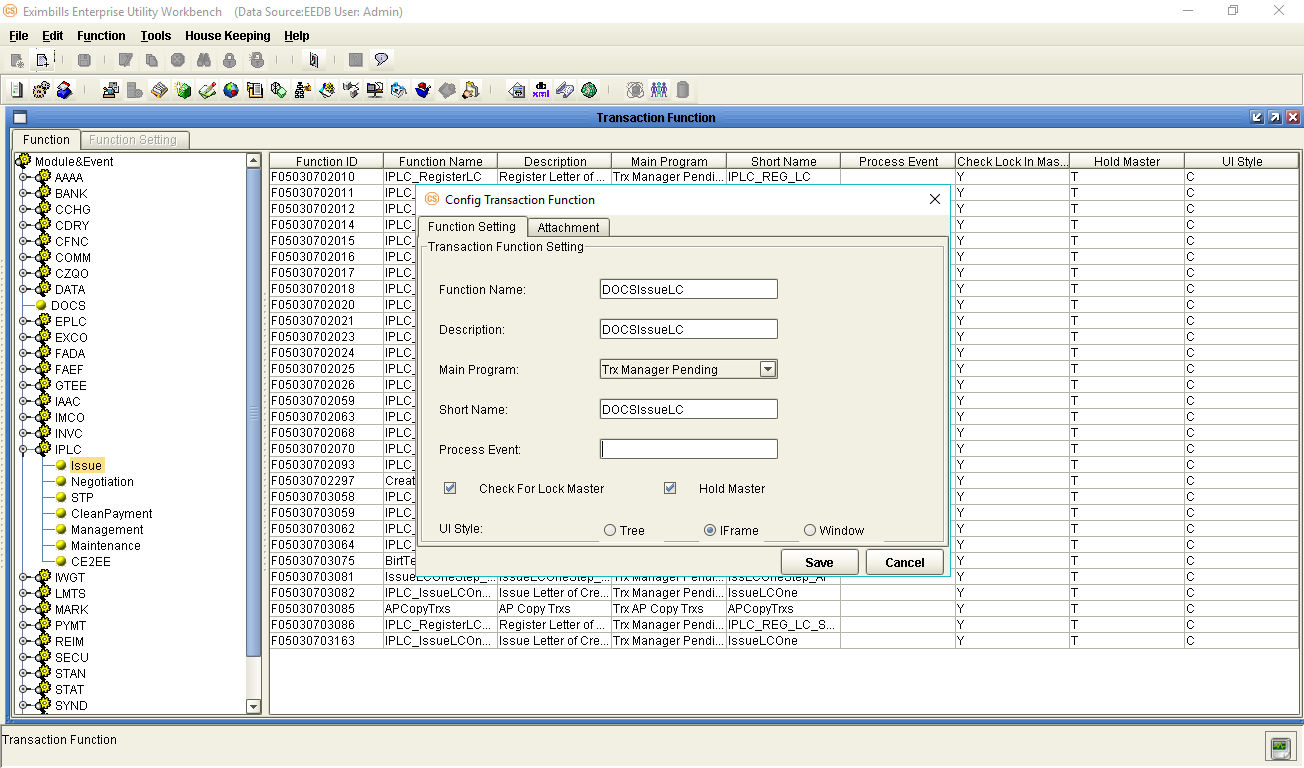 CS Eximbills Enterprise Utility Workbench (Data Source:EEDB User: Admin)
File Edit Function Tools House Keeping Help
db
xml
Transaction Function
Function Function Setting
Module&Event
AAAA
BANK
CCHG
CDRY
CFNC
COMM
CZQO
DATA
DOCS
EPLC
EXCO
FADA
FAEF
GTEE
IAAC
IMCO
INVC
IPLC
Issue
Negotiation
STP
CleanPayment
Management
Maintenance
CE2EE
IWGT
LMTS
MARK
PYMT
REIM
SECU
STAN
STAT
SYND
Function ID Function Name Description Main Program Short Name Process Event Check Lock In Mas... Hold Master UI Style
F05030702010 IPLC_RegisterLC Register Letter of ... Trx Manager Pendi... IPLC_REG_LC Y T C
F05030702011 IPLC_ Y T C
F05030702012 IPLC_ Y T C
F05030702014 IPLC_ Y T C
F05030702015 IPLC_ Y T C
F05030702016 IPLC_ Y T C
F05030702017 IPLC_ Y T C
F05030702018 IPLC_ Y T C
F05030702020 IPLC_ Y T C
F05030702021 IPLC_ Y T C
F05030702023 IPLC_ Y T C
F05030702024 IPLC_ Y T C
F05030702025 IPLC_ Y T C
F05030702026 IPLC_ Y T C
F05030702059 IPLC_ Y T C
F05030702063 IPLC_ Y T C
F05030702068 IPLC_ Y T C
F05030702070 IPLC_ Y T C
F05030702093 IPLC_ Y T C
F05030702297 Creat Y T C
F05030703058 IPLC_ Y T C
F05030703059 IPLC_ Y T C
F05030703062 IPLC_ Y T C
F05030703064 IPLC_ Y T C
F05030703075 BirtTe Y T C
F05030703081 IssueLCOneStep_... IssueLCOneStep_... Trx Manager Pendi... IssLCOneStep_AP Y T C
F05030703082 IPLC_IssueLCOn... Issue Letter of Cre... Trx Manager Pendi... IssueLCOne Y T C
F05030703085 APCopyTrxs AP Copy Trxs Trx AP Copy Trxs APCopyTrxs Y T C
F05030703086 IPLC_RegisterLC... Register Letter of ... Trx Manager Pendi... IPLC_REG_LC_S... Y T C
F05030703163 IPLC_IssueLCOn... Issue Letter of Cre... Trx Manager Pendi... IssueLCOne Y T C
CS Config Transaction Function
Function Setting Attachment
Transaction Function Setting
Function Name: DOCSIssueLC
Description: DOCSIssueLC
Main Program: Trx Manager Pending
Short Name: DOCSIssueLC
Process Event:
Check For Lock Master Hold Master
UI Style: Tree IFrame Window
Save Cancel
Transaction Function